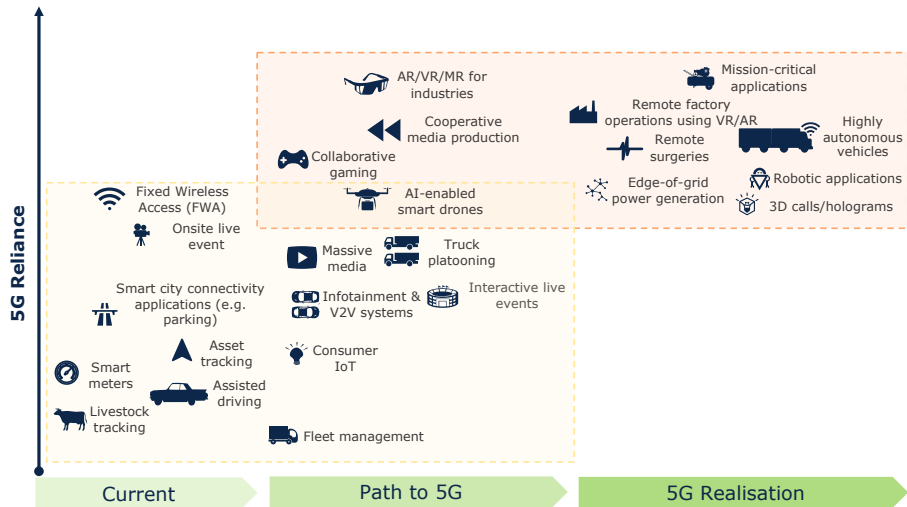 5G Reliance
AR/VR/MR for
industries
Cooperative
media production
Collaborative
gaming
AI-enabled
smart drones
Mission-critical
applications
Remote factory
operations using VR/AR
Remote
surgeries
Highly
autonomous
vehicles
Edge-of-grid
power generation
Robotic applications
3D calls/holograms
Fixed Wireless
Access (FWA)
Onsite live
event
Massive
media
Truck
platooning
Smart city connectivity
applications (e.g.
parking)
Infotainment &
V2V systems
Interactive live
events
Asset
tracking
Consumer
IoT
Smart
meters
Assisted
driving
Livestock
tracking
Fleet management
Current
Path to 5G
5G Realisation